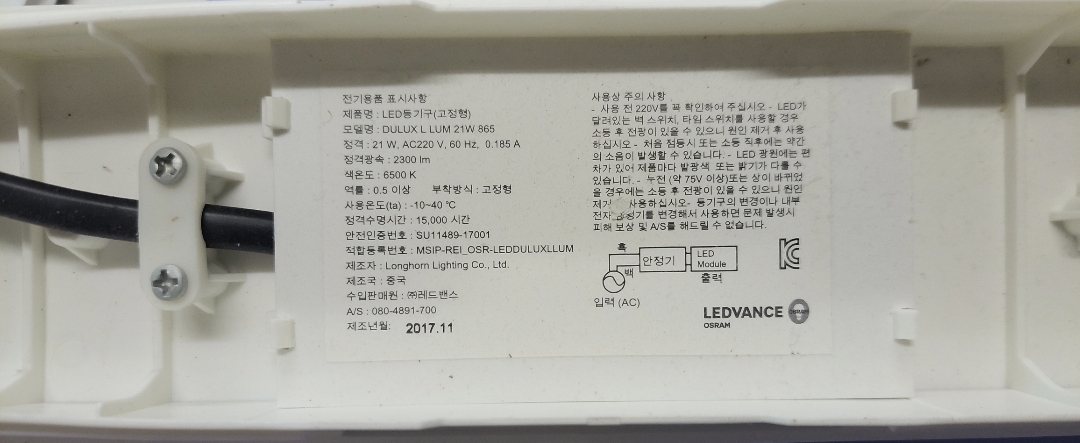 전기용품 표시사항
제품명 : LED등기구(고정형)
모델명 : DULUX L LUM 21W 865
정격 : 21 W, AC220 V, 60 Hz, 0.185 A
정격광속 : 2300 lm
색온도 : 6500 K
역률 : 0.5 이상 부착방식 : 고정형
사용온도(ta) : -10~40 ℃
정격수명시간 : 15,000 시간
안전인증번호 : SU11489-17001
적합등록번호 : MSIP-REI_OSR-LEDDULUXLLUM
제조자 : Longhorn Lighting Co., Ltd.
제조국 : 중국
수입판매원 : ㈜레드밴스
A/S : 080-4891-700
제조년월: 2017.11
사용상 주의 사항
- 사용 전 220V를 꼭 확인하여 주십시오 - LED가
달려있는 벽 스위치, 타임 스위치를 사용할 경우
소등 후 전광이 있을 수 있으니 원인 제거 후 사용
하십시오 - 처음 점등시 또는 소등 직후에는 약간
의 소음이 발생할 수 있습니다. - LED 광원에는 편
차가 있어 제품마다 발광색 또는 밝기가 다를 수
있습니다. - 누전 (약 75V 이상)또는 상이 바뀌었
을 경우에는 소등 후 전광이 있을 수 있으니 원인
제거 사용하십시오- 등기구의 변경이나 내부
전자 기를 변경해서 사용하면 문제 발생시
피해 보상 및 A/S를 해드릴 수 없습니다.
흑
백
안정기
LED
Module
출력
입력 (AC)
LEDVANCE
OSRAM
OSRAM